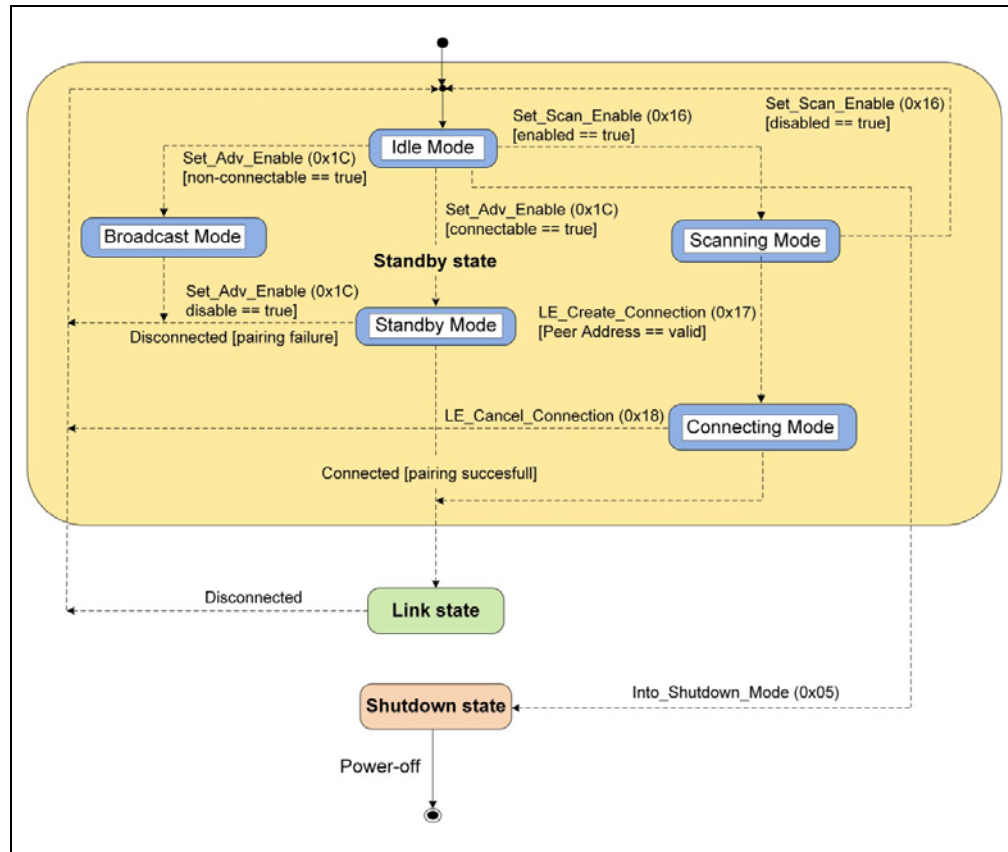 Set_Scan_Enable (0x16)
[disabled == true]
Set_Scan_Enable (0x16)
[enabled == true]
Idle Mode
Set_Adv_Enable (0x1C)
[non-connectable == true]
Set_Adv_Enable (0x1C)
[connectable == true]
Broadcast Mode
Scanning Mode
Standby state
Set_Adv_Enable (0x1C)
disable == true]
Standby Mode
LE_Create_Connection (0x17)
[Peer Address == valid]
Disconnected [pairing failure]
LE_Cancel_Connection (0x18)
Connecting Mode
Connected [pairing succesfull]
Disconnected
Link state
Into_Shutdown_Mode (0x05)
Shutdown state
Power-off